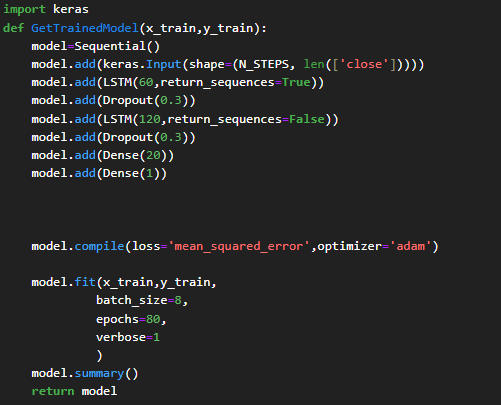 import keras
def GetTrainedModel(x_train,y_train):
    model=Sequential()
    model.add(keras.Input(shape=(N_STEPS, len(['close']))))
    model.add(LSTM(60,return_sequences=True))
    model.add(Dropout(0.3))
    model.add(LSTM(120,return_sequences=False))
    model.add(Dropout(0.3))
    model.add(Dense(20))
    model.add(Dense(1))
    model.compile(loss='mean_squared_error',optimizer='adam')
    model.fit(x_train,y_train,
            batch_size=8,
            epochs=80,
            verbose=1
            )
    model.summary()
    return model